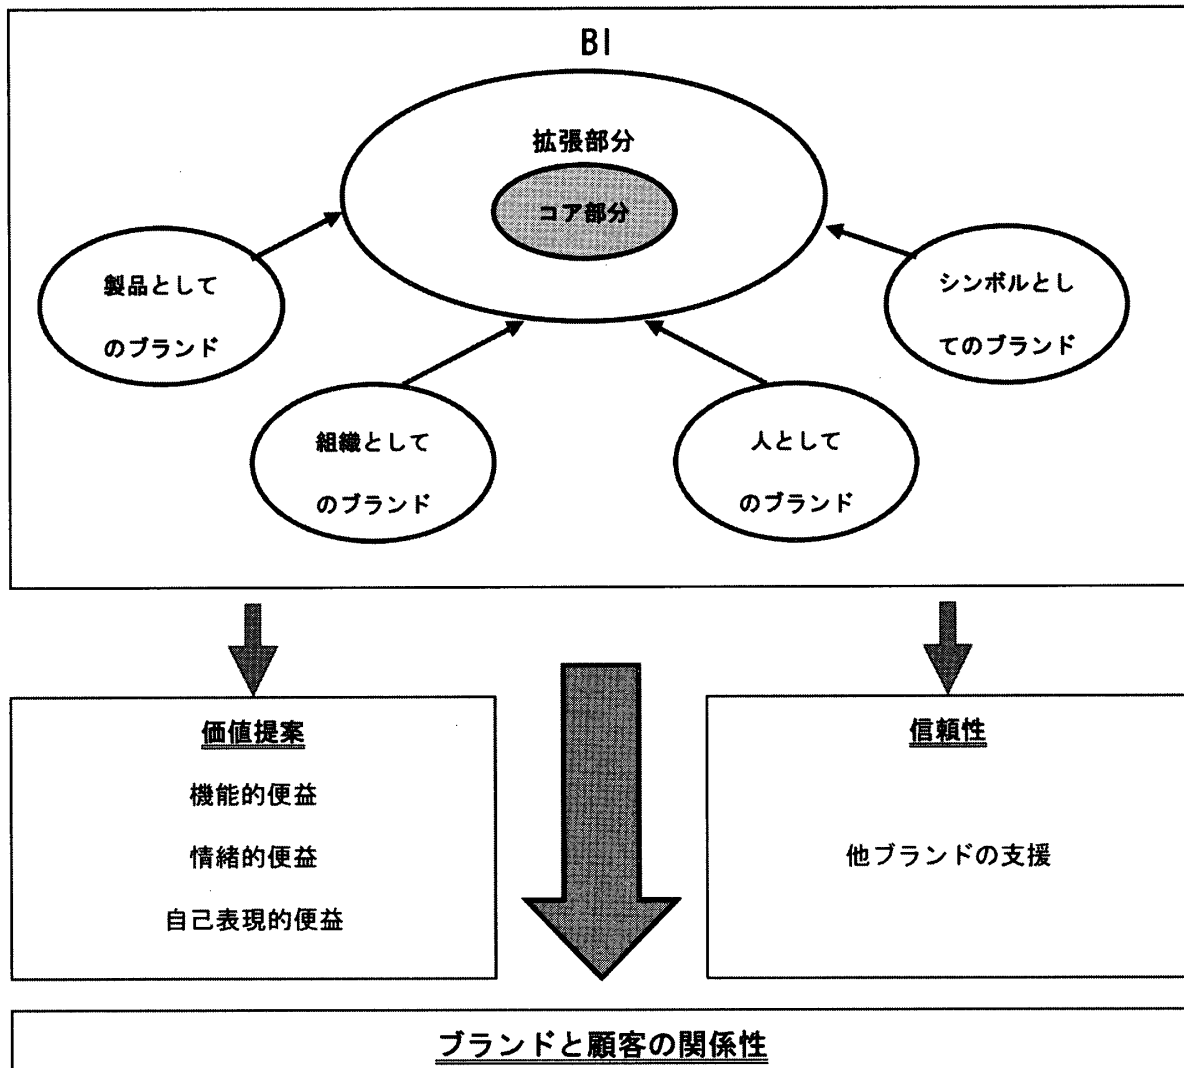 BI
拡張部分
コア部分
製品として
のブランド
シンボルとし
てのブランド
組織として
のブランド
人として
のブランド
価値提案
機能的便益
情緒的便益
自己表現的便益
信頼性
他ブランドの支援
ブランドと顧客の関係性